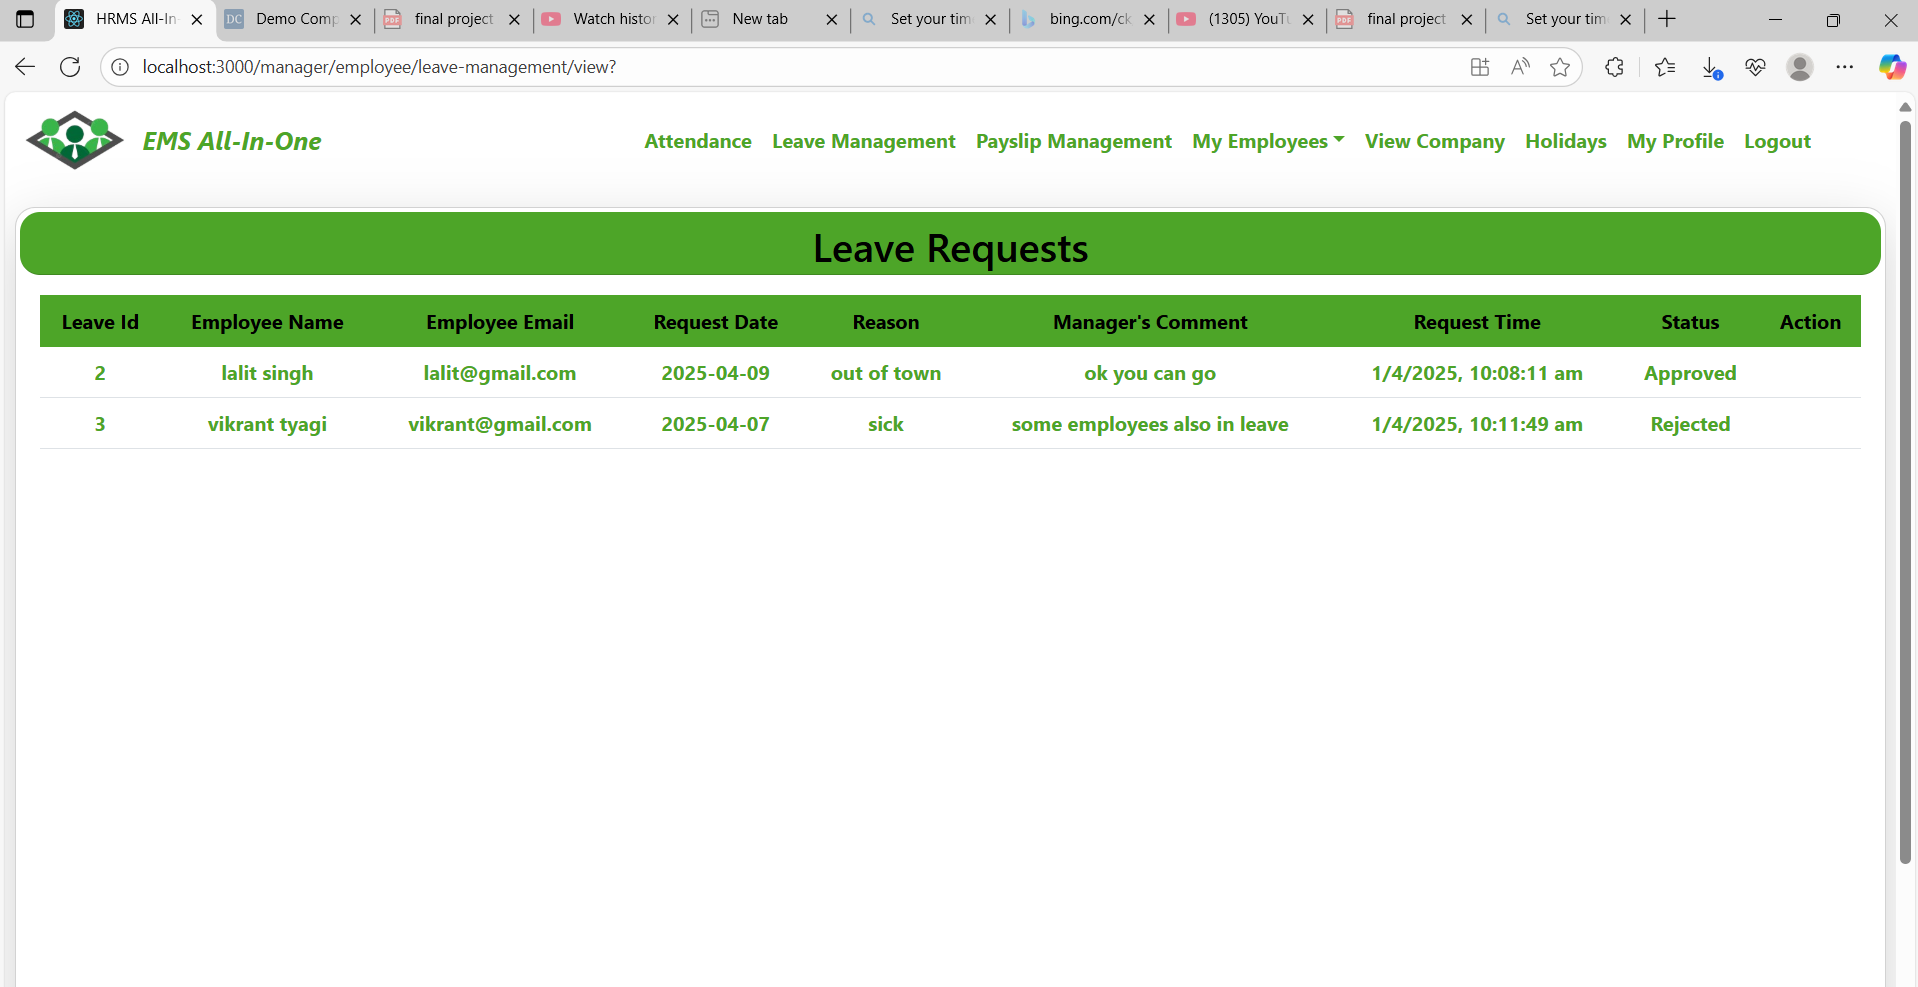 HRMS All-In- Demo Comp final project Watch histor New tab Set your tim bing.com/ck (1305) YouTu final project Set your tim
localhost:3000/manager/employee/leave-management/view?
EMS All-In-One Attendance Leave Management Payslip Management My Employees View Company Holidays My Profile Logout
Leave Requests
Leave Id Employee Name Employee Email Request Date Reason Manager's Comment Request Time Status Action
2 lalit singh lalit@gmail.com 2025-04-09 out of town ok you can go 1/4/2025, 10:08:11 am Approved
3 vikrant tyagi vikrant@gmail.com 2025-04-07 sick some employees also in leave 1/4/2025, 10:11:49 am Rejected